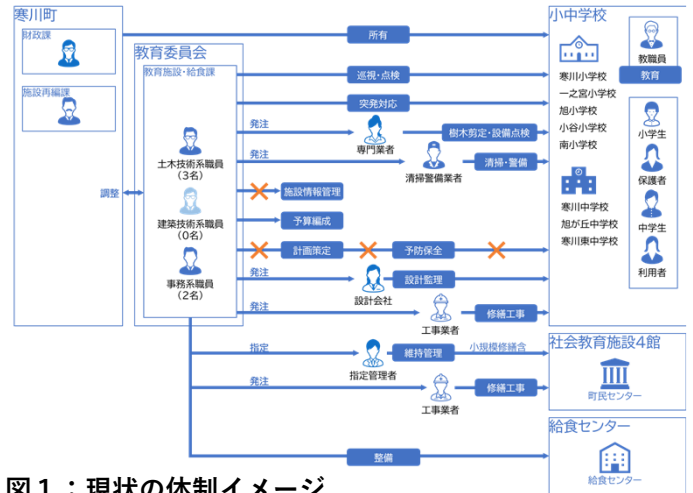 寒川町
財政課
施設再編課
調整
教育委員会
教育施設・給食課
土木技術系職員
（3名）
建築技術系職員
（0名）
事務系職員
（2名）
所有
巡視・点検
突発対応
発注
専門業者
樹木剪定・設備点検
発注
清掃警備業者
清掃・警備
施設情報管理
予算編成
計画策定
予防保全
発注
設計会社
設計監理
発注
工事業者
修繕工事
指定
指定管理者
維持管理
小規模修繕含
発注
工事業者
修繕工事
整備
小中学校
寒川小学校
一之宮小学校
旭小学校
小谷小学校
南小学校
寒川中学校
旭が丘中学校
寒川東中学校
教職員
教育
小学生
保護者
中学生
利用者
社会教育施設4館
町民センター
給食センター
給食センター
図１：現状の体制イメージ